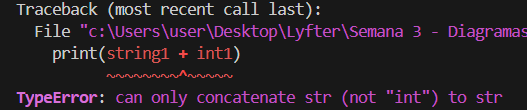 Traceback (most recent call last):
File "c:\Users\user\Desktop\Lyfter\Semana 3 - Diagramas
print(string1 + int1)
~~~~~~~~^~~~~~
TypeError: can only concatenate str (not "int") to str